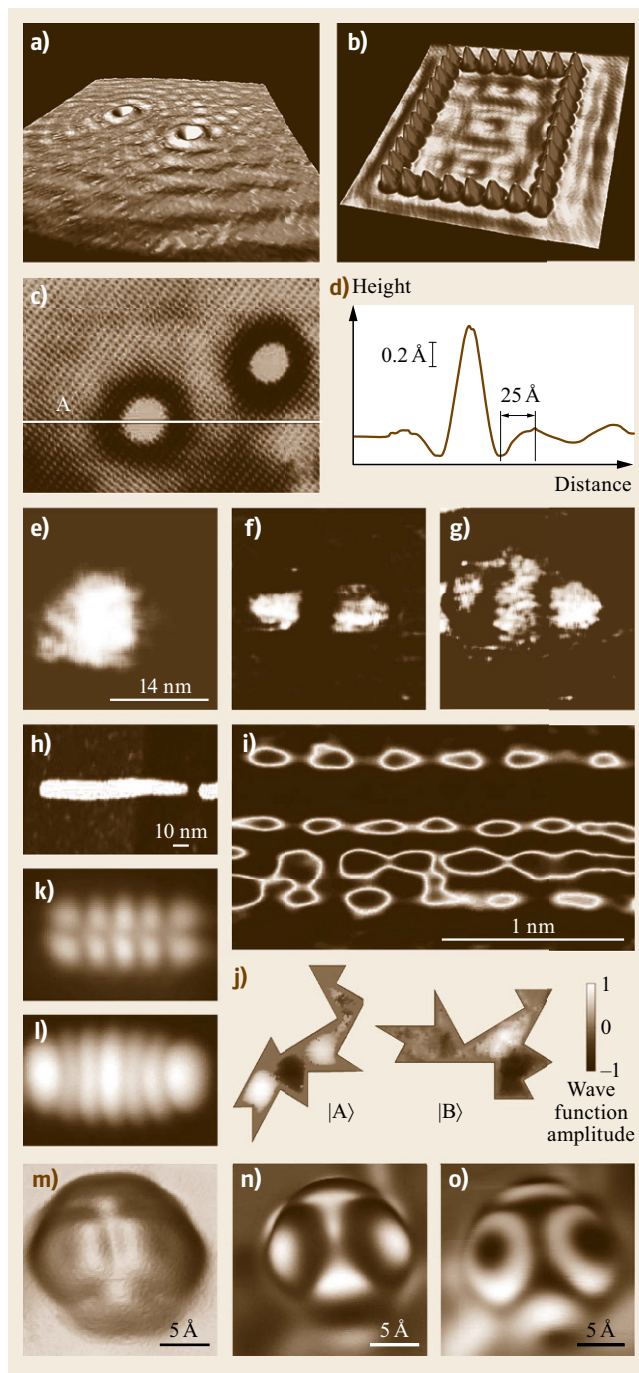 a)
b)
c)
A
d) Height
0.2 Å
25 Å
Distance
e)
14 nm
f)
g)
h)
10 nm
i)
1 nm
k)
j)
|A⟩
|B⟩
1
0
–1
Wave
function
amplitude
l)
m)
5 Å
n)
5 Å
o)
5 Å